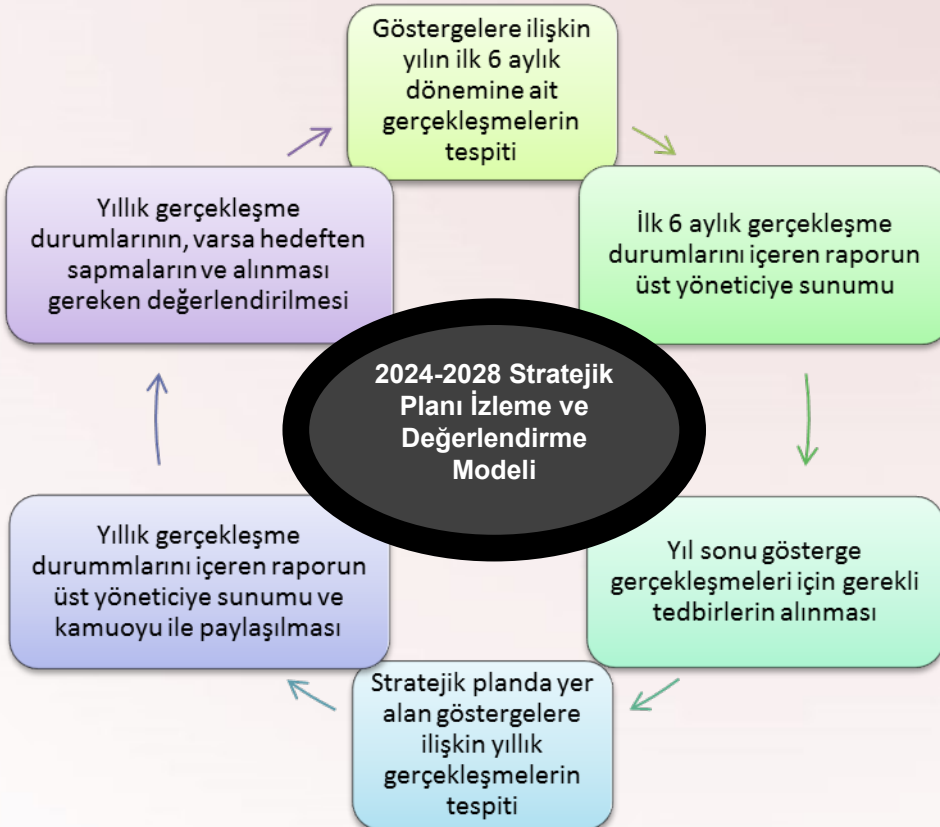 Göstergelere ilişkin
yılın ilk 6 aylık
dönemine ait
gerçekleşmelerin
tespiti
İlk 6 aylık gerçekleşme
durumlarını içeren raporun
üst yöneticiye sunumu
Yıl sonu gösterge
gerçekleşmeleri için gerekli
tedbirlerin alınması
Stratejik planda yer
alan göstergelere
ilişkin yıllık
gerçekleşmelerin
tespiti
Yıllık gerçekleşme
durummlarını içeren raporun
üst yöneticiye sunumu ve
kamuoyu ile paylaşılması
Yıllık gerçekleşme
durumlarının, varsa hedeften
sapmaların ve alınması
gereken değerlendirilmesi
2024-2028 Stratejik
Planı İzleme ve
Değerlendirme
Modeli